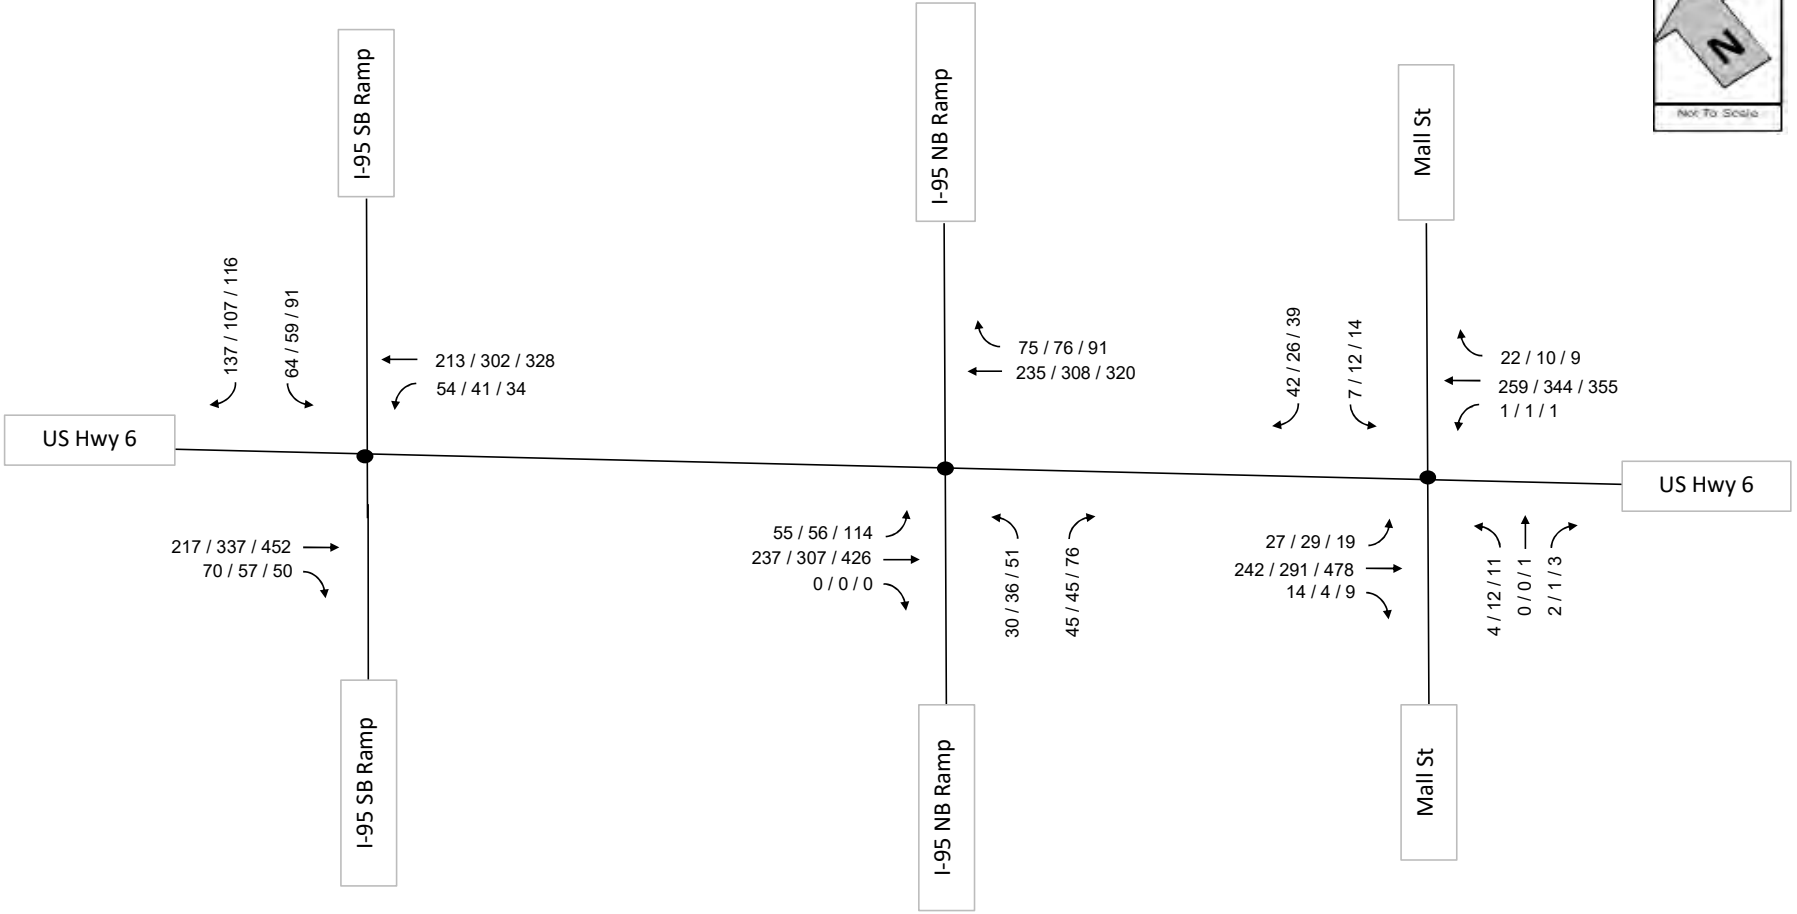 N
Not To Scale
I-95 SB Ramp
I-95 NB Ramp
Mall St
137 / 107 / 116
64 / 59 / 91
213 / 302 / 328
54 / 41 / 34
75 / 76 / 91
235 / 308 / 320
42 / 26 / 39
7 / 12 / 14
22 / 10 / 9
259 / 344 / 355
1 / 1 / 1
US Hwy 6
US Hwy 6
217 / 337 / 452
70 / 57 / 50
55 / 56 / 114
237 / 307 / 426
0 / 0 / 0
30 / 36 / 51
45 / 45 / 76
27 / 29 / 19
242 / 291 / 478
14 / 4 / 9
4 / 12 / 11
0 / 0 / 1
2 / 1 / 3
I-95 SB Ramp
I-95 NB Ramp
Mall St